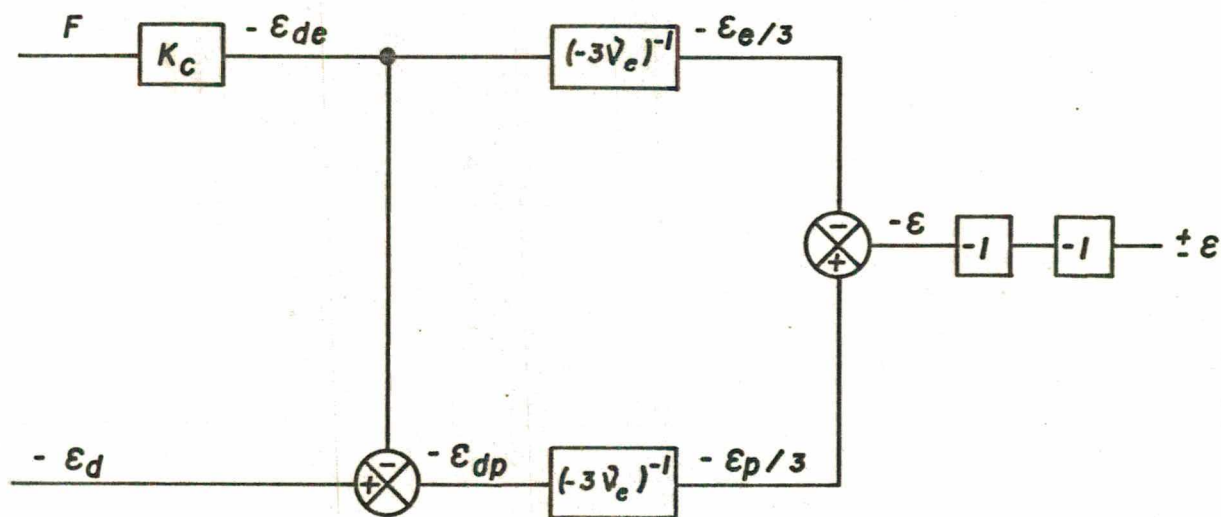 F
K_c
- ε_de
(-3ν_e)^-1
- ε_e/3
-
+
- ε
-1
-1
± ε
- ε_d
-
+
- ε_dp
(-3ν_e)^-1
- ε_p/3